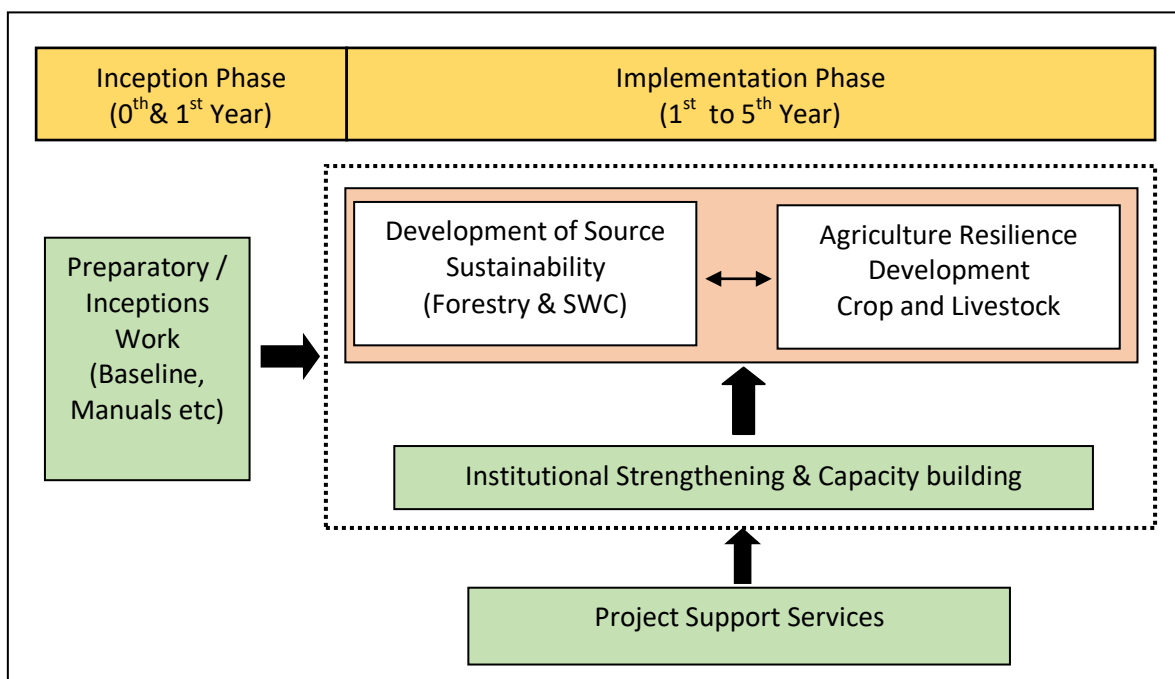 Inception Phase
(0th& 1st Year)
Implementation Phase
(1st to 5th Year)
Preparatory /
Inceptions
Work
(Baseline,
Manuals etc)
Development of Source
Sustainability
(Forestry & SWC)
Agriculture Resilience
Development
Crop and Livestock
Institutional Strengthening & Capacity building
Project Support Services